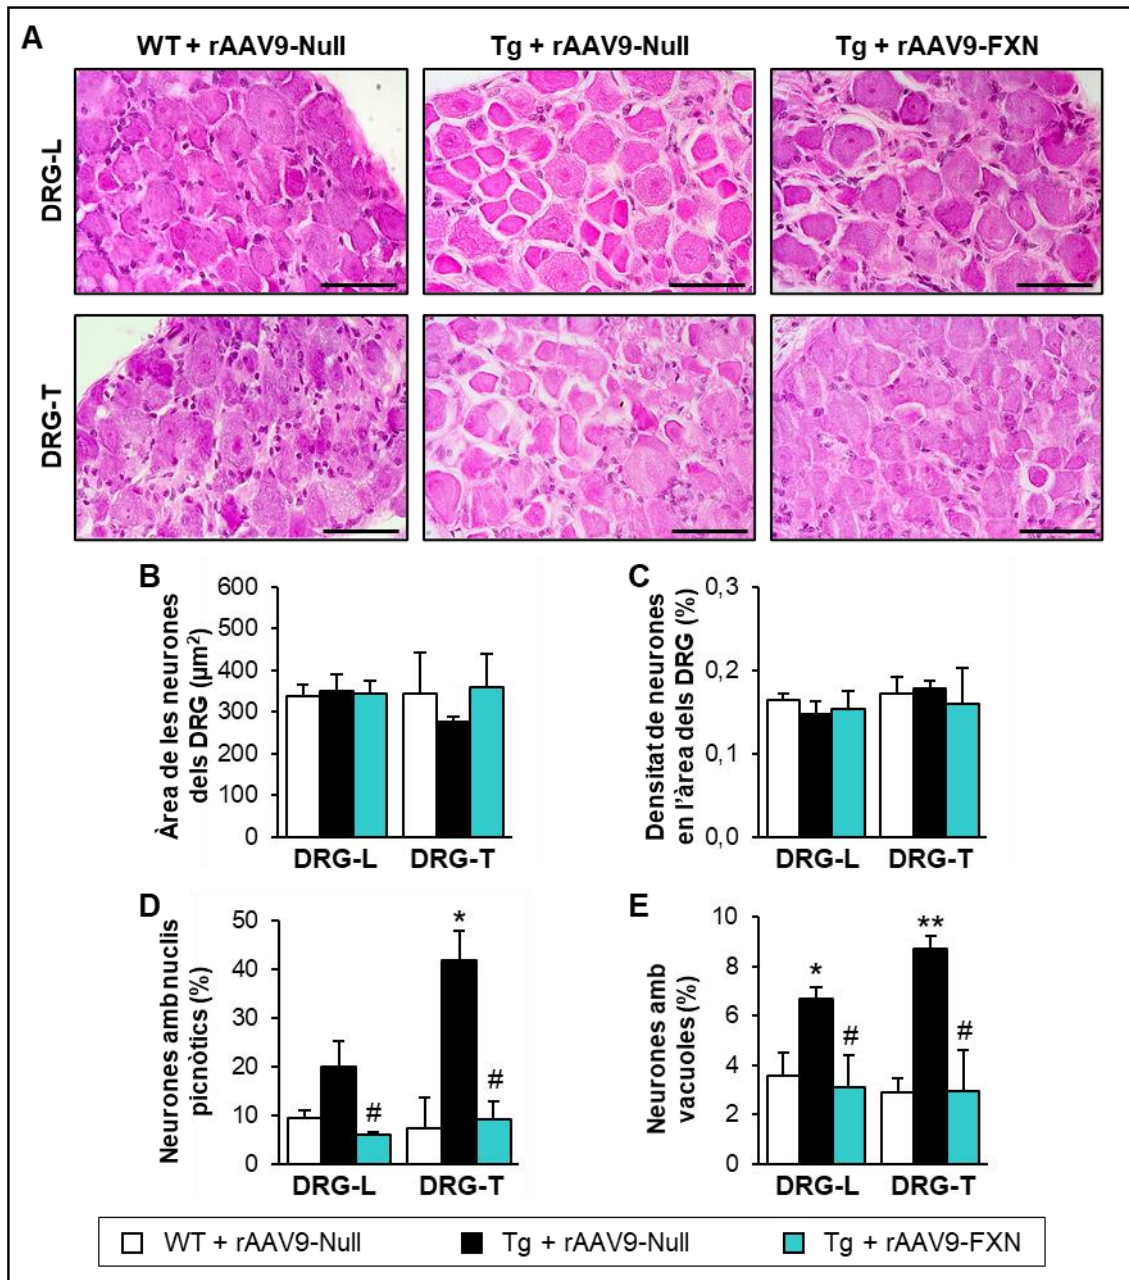 A
WT + rAAV9-Null
Tg + rAAV9-Null
Tg + rAAV9-FXN
DRG-L
DRG-T
B
Àrea de les neurones
dels DRG (µm²)
600
500
400
300
200
100
0
DRG-L
DRG-T
C
Densitat de neurones
en l'àrea dels DRG (%)
0,3
0,2
0,1
0,0
DRG-L
DRG-T
D
Neurones amb nuclis
picnòtics (%)
50
40
30
20
10
0
#
*
#
DRG-L
DRG-T
E
Neurones amb
vacuoles (%)
10
8
6
4
2
0
*
#
**
#
DRG-L
DRG-T
WT + rAAV9-Null
Tg + rAAV9-Null
Tg + rAAV9-FXN